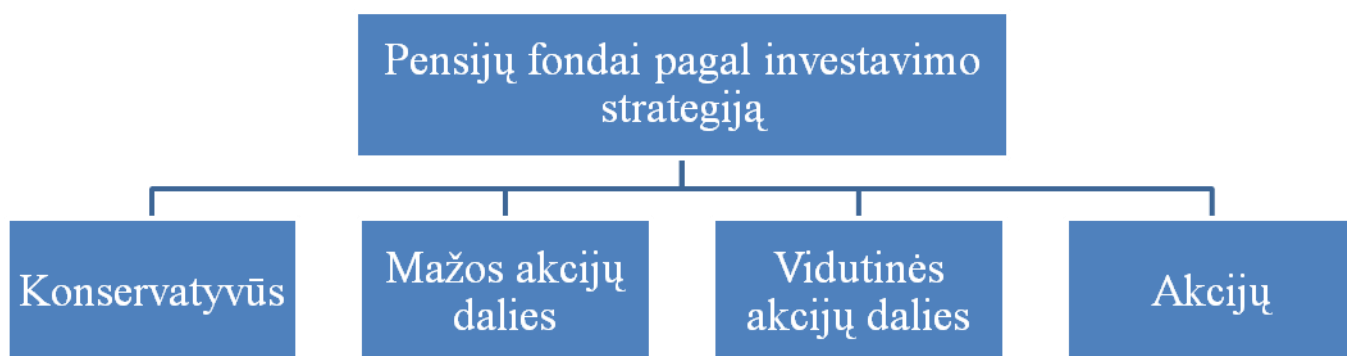 Pensijų fondai pagal investavimo
strategiją
Konservatyvūs
Mažos akcijų
dalies
Vidutinės
akcijų dalies
Akcijų